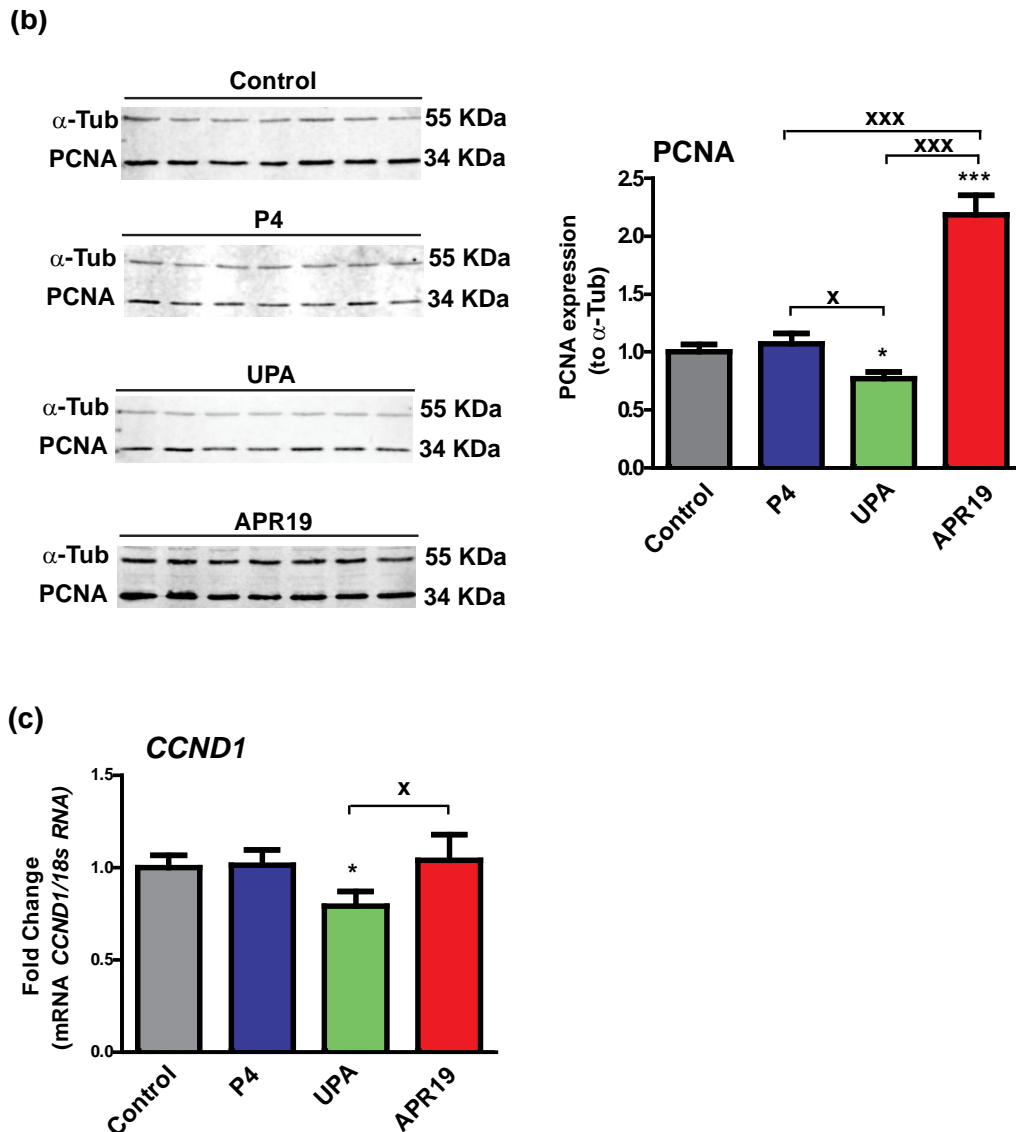 (b)
Control
α-Tub 55 KDa
PCNA 34 KDa
P4
α-Tub 55 KDa
PCNA 34 KDa
UPA
α-Tub 55 KDa
PCNA 34 KDa
APR19
α-Tub 55 KDa
PCNA 34 KDa
PCNA
xxx
xxx
***
x
*
PCNA expression
(to α-Tub)
2.5
2.0
1.5
1.0
0.5
0.0
Control P4 UPA APR19
(c)
CCND1
x
*
Fold Change
(mRNA CCND1/18s RNA)
1.5
1.0
0.5
0.0
Control P4 UPA APR19